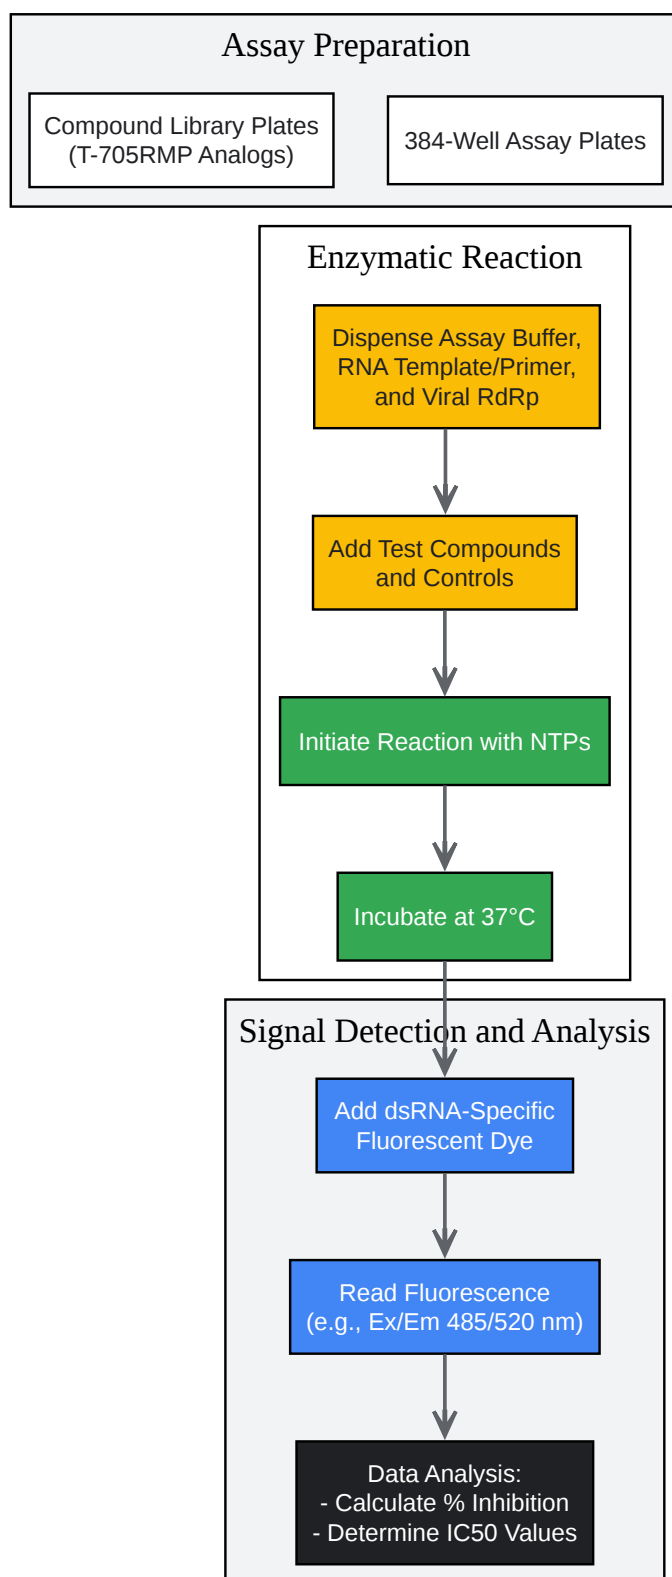 Assay Preparation
Compound Library Plates
(T-705RMP Analogs)
384-Well Assay Plates
Enzymatic Reaction
Dispense Assay Buffer,
RNA Template/Primer,
and Viral RdRp
Add Test Compounds
and Controls
Initiate Reaction with NTPs
Incubate at 37°C
Signal Detection and Analysis
Add dsRNA-Specific
Fluorescent Dye
Read Fluorescence
(e.g., Ex/Em 485/520 nm)
Data Analysis:
- Calculate % Inhibition
- Determine IC50 Values